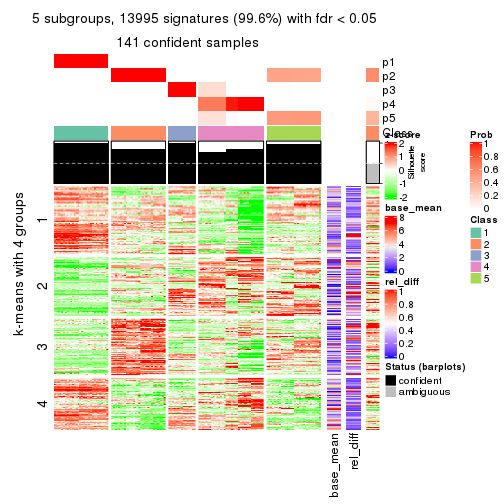 5 subgroups, 13995 signatures (99.6%) with fdr < 0.05
141 confident samples
p1
p2
p3
p4
p5
Class
z-score
2
1
0
-1
-2
Silhouette
score
Prob
1
0.8
0.6
0.4
0.2
0
base_mean
8
6
4
2
0
Class
1
2
3
4
5
rel_diff
1
0.8
0.6
0.4
0.2
0
Status (barplots)
confident
ambiguous
k-means with 4 groups
1
2
3
4
base_mean
rel_diff